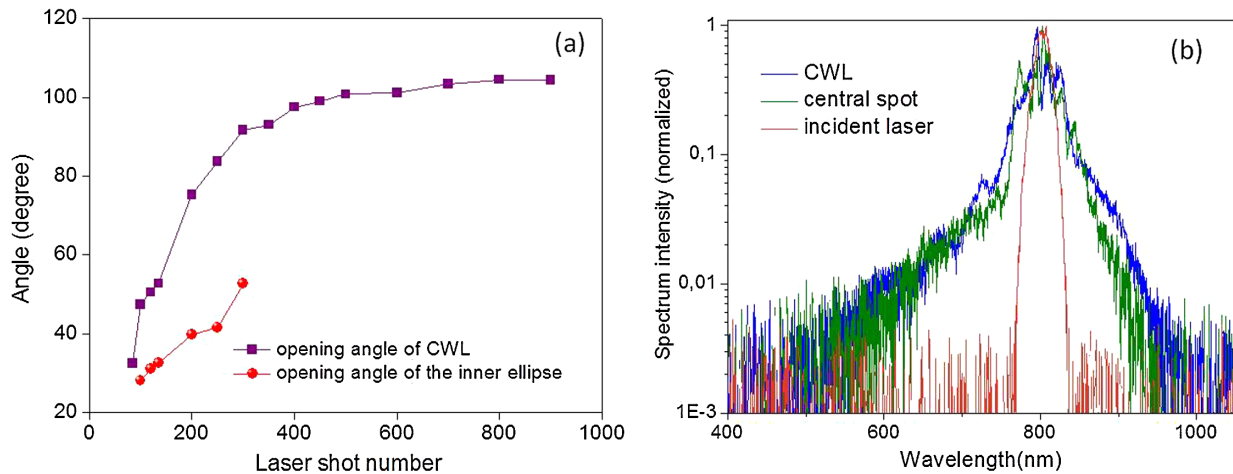 (a)
120
100
80
60
40
20
Angle (degree)
opening angle of CWL
opening angle of the inner ellipse
0
200
400
600
800
1000
Laser shot number
(b)
1
0,1
0,01
1E-3
Spectrum intensity (normalized)
CWL
central spot
incident laser
400
600
800
1000
Wavelength(nm)